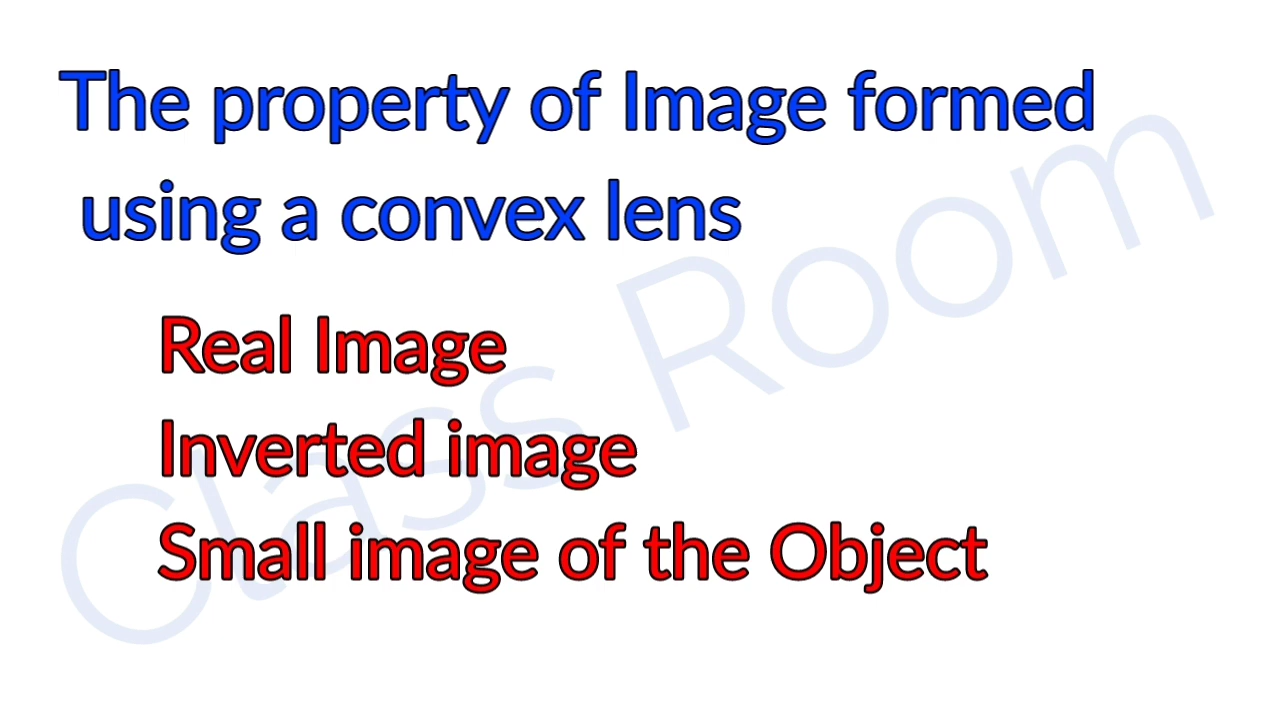 The property of Image formed
using a convex lens
Real Image
Inverted image
Small image of the Object
Class Room